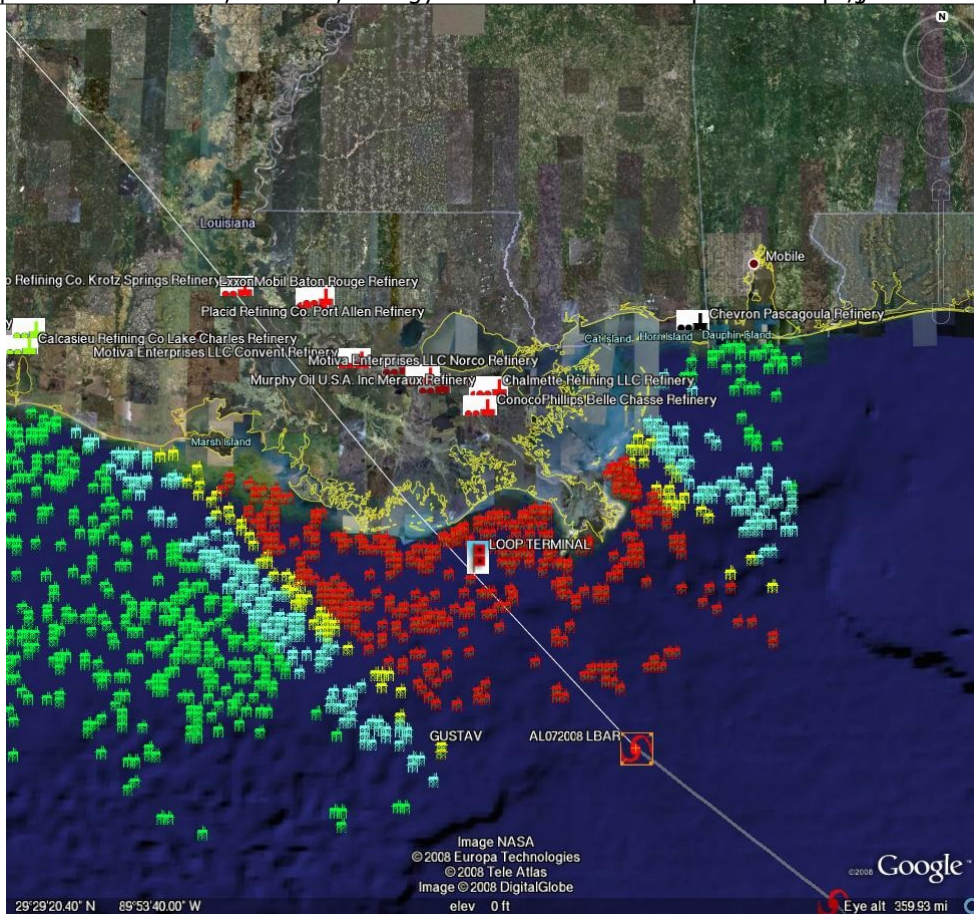 N
Louisiana
Mobile
o Refining Co. Krotz Springs Refinery
ExxonMobil Baton Rouge Refinery
Placid Refining Co. Port Allen Refinery
Chevron Pascagoula Refinery
Cat Island
Horn Island
Dauphin Island
y
Calcasieu Refining Co Lake Charles Refinery
Motiva Enterprises LLC Convent Refinery
Motiva Enterprises LLC Norco Refinery
Murphy Oil U.S.A. Inc Meraux Refinery
Chalmette Refining LLC Refinery
ConocoPhillips Belle Chasse Refinery
Marsh Island
LOOP TERMINAL
GUSTAV
AL072008 LBAR
Image NASA
© 2008 Europa Technologies
© 2008 Tele Atlas
Image © 2008 DigitalGlobe
©2008 Google
29°29'20.40" N 89°53'40.00" W
elev 0 ft
Eye alt 359.93 mi